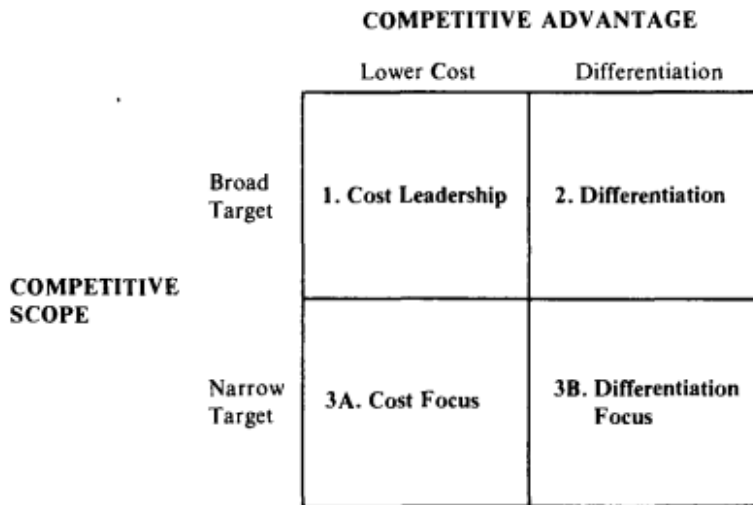 COMPETITIVE ADVANTAGE
Lower Cost
Differentiation
Broad
Target
1. Cost Leadership
2. Differentiation
COMPETITIVE
SCOPE
Narrow
Target
3A. Cost Focus
3B. Differentiation
Focus